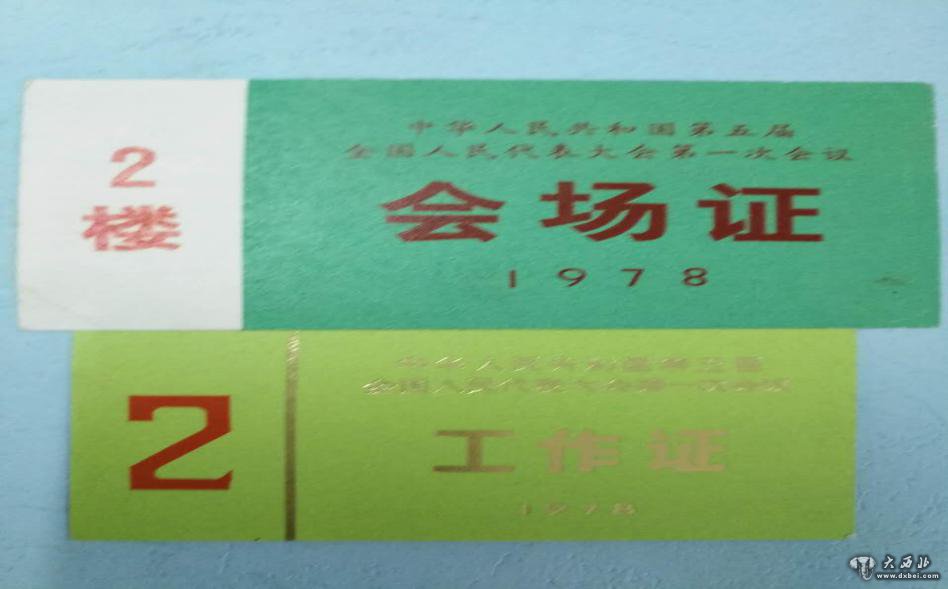 2
楼
中华人民共和国第五届
全国人民代表大会第一次会议
会场证
1978
2
中华人民共和国第五届
全国人民代表大会第一次会议
工作证
1978
大西北
www.dxbei.com